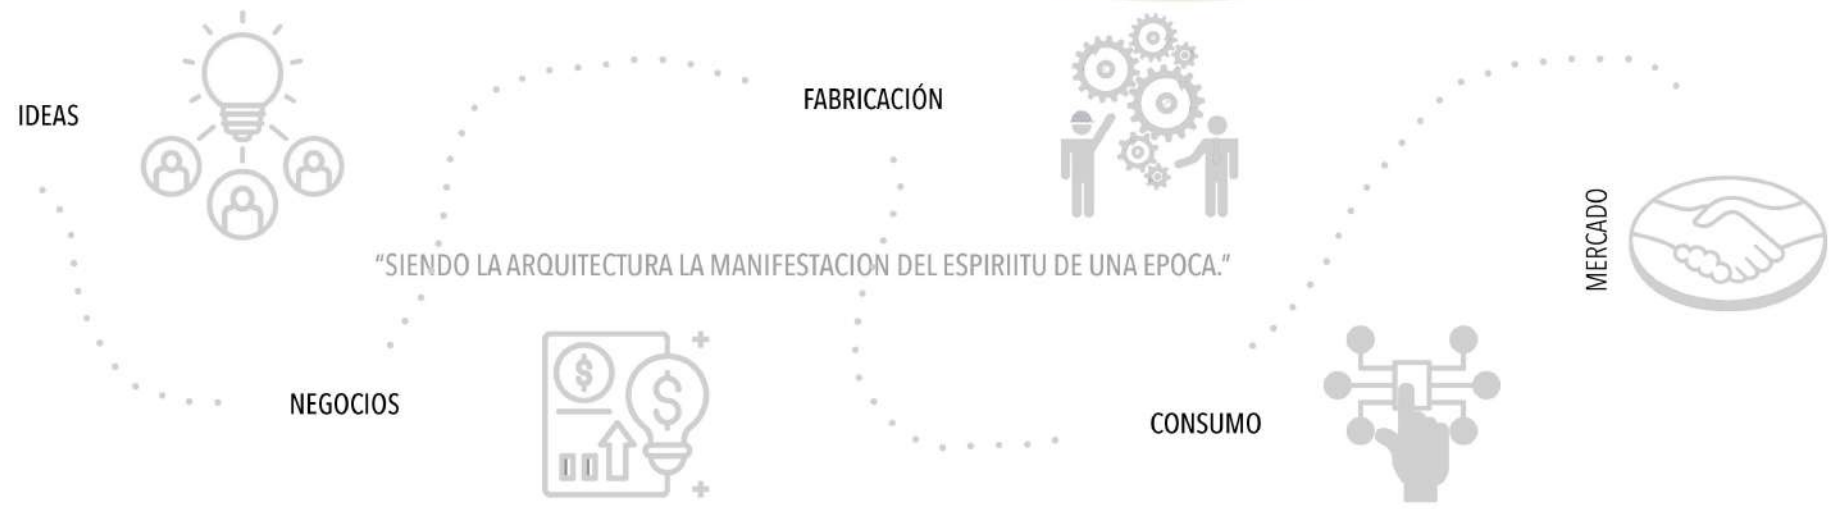 IDEAS
FABRICACIÓN
MERCADO
"SIENDO LA ARQUITECTURA LA MANIFESTACION DEL ESPIRIITU DE UNA EPOCA."
NEGOCIOS
CONSUMO
$
$